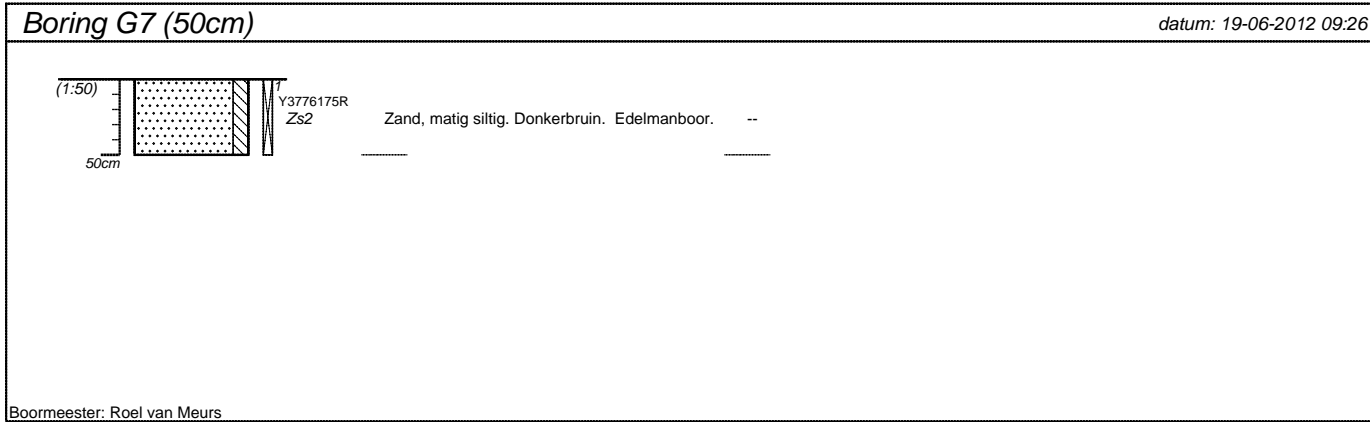 Boring G7 (50cm) datum: 19-06-2012 09:26
(1:50) 1
Y3776175R
Zs2 Zand, matig siltig. Donkerbruin. Edelmanboor. --
50cm
Boormeester: Roel van Meurs